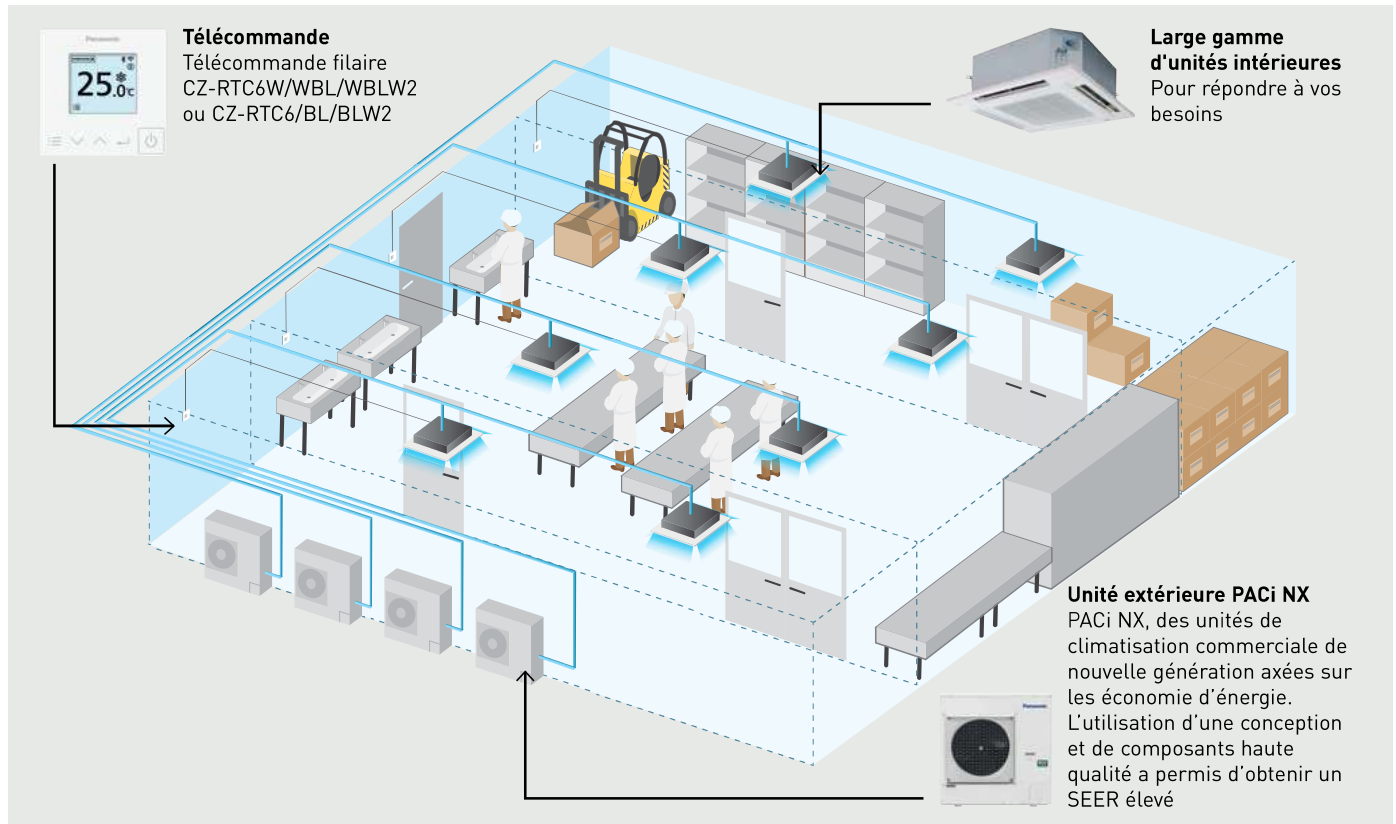 Panasonic
25.0°C
Télécommande
Télécommande filaire
CZ-RTC6W/WBL/WBLW2
ou CZ-RTC6/BL/BLW2
Large gamme
d'unités intérieures
Pour répondre à vos
besoins
Unité extérieure PACi NX
PACi NX, des unités de
climatisation commerciale de
nouvelle génération axées sur
les économie d’énergie.
L’utilisation d’une conception
et de composants haute
qualité a permis d’obtenir un
SEER élevé
Panasonic